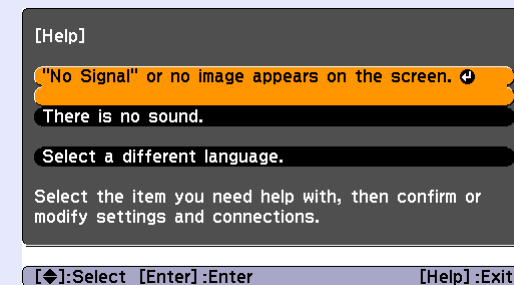 [Help]
"No Signal" or no image appears on the screen.
There is no sound.
Select a different language.
Select the item you need help with, then confirm or
modify settings and connections.
[◆]:Select [Enter]:Enter [Help]:Exit